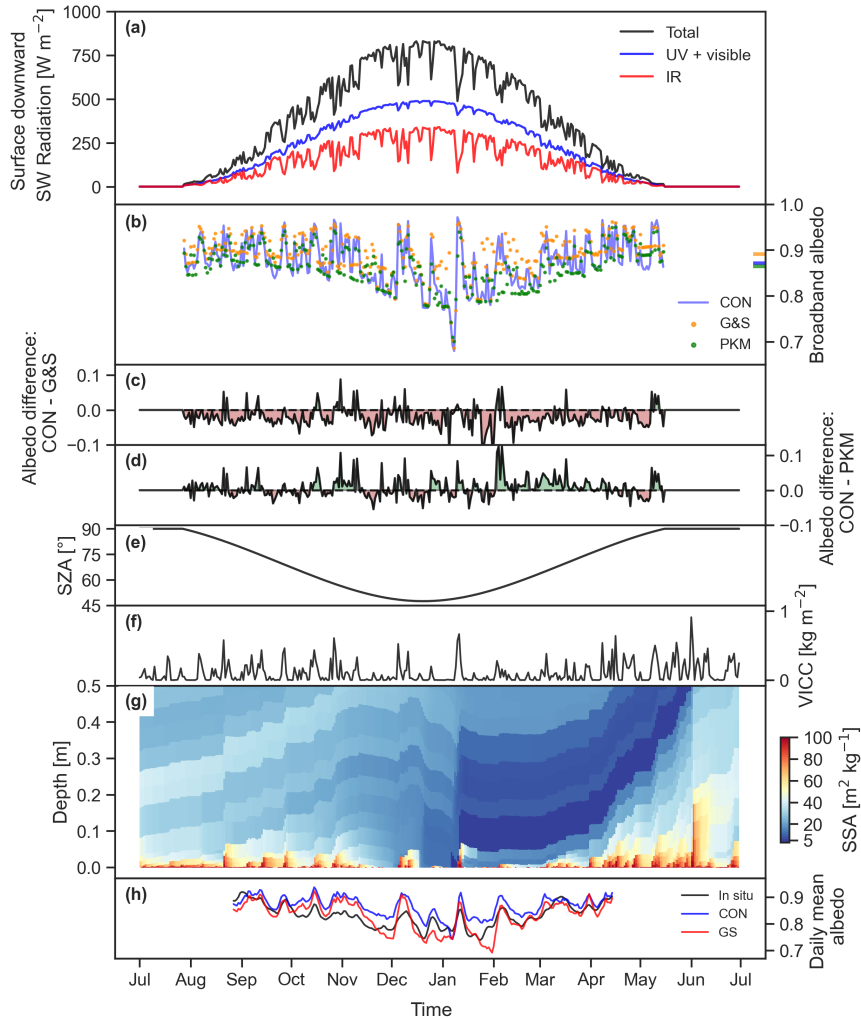 (a)
Surface downward
SW Radiation [W m−2]
1000
750
500
250
0
Total
UV + visible
IR
(b)
Broadband albedo
1.0
0.9
0.8
0.7
CON
G&S
PKM
(c)
Albedo difference:
CON - G&S
0.1
0.0
−0.1
(d)
Albedo difference:
CON - PKM
0.1
0.0
−0.1
(e)
SZA [°]
90
75
60
45
(f)
VICC [kg m−2]
1
0
(g)
Depth [m]
0.5
0.4
0.3
0.2
0.1
0.0
SSA [m2 kg−1]
100
80
60
40
20
5
(h)
In situ
CON
GS
Daily mean
albedo
0.9
0.8
0.7
Jul Aug Sep Oct Nov Dec Jan Feb Mar Apr May Jun Jul
Time